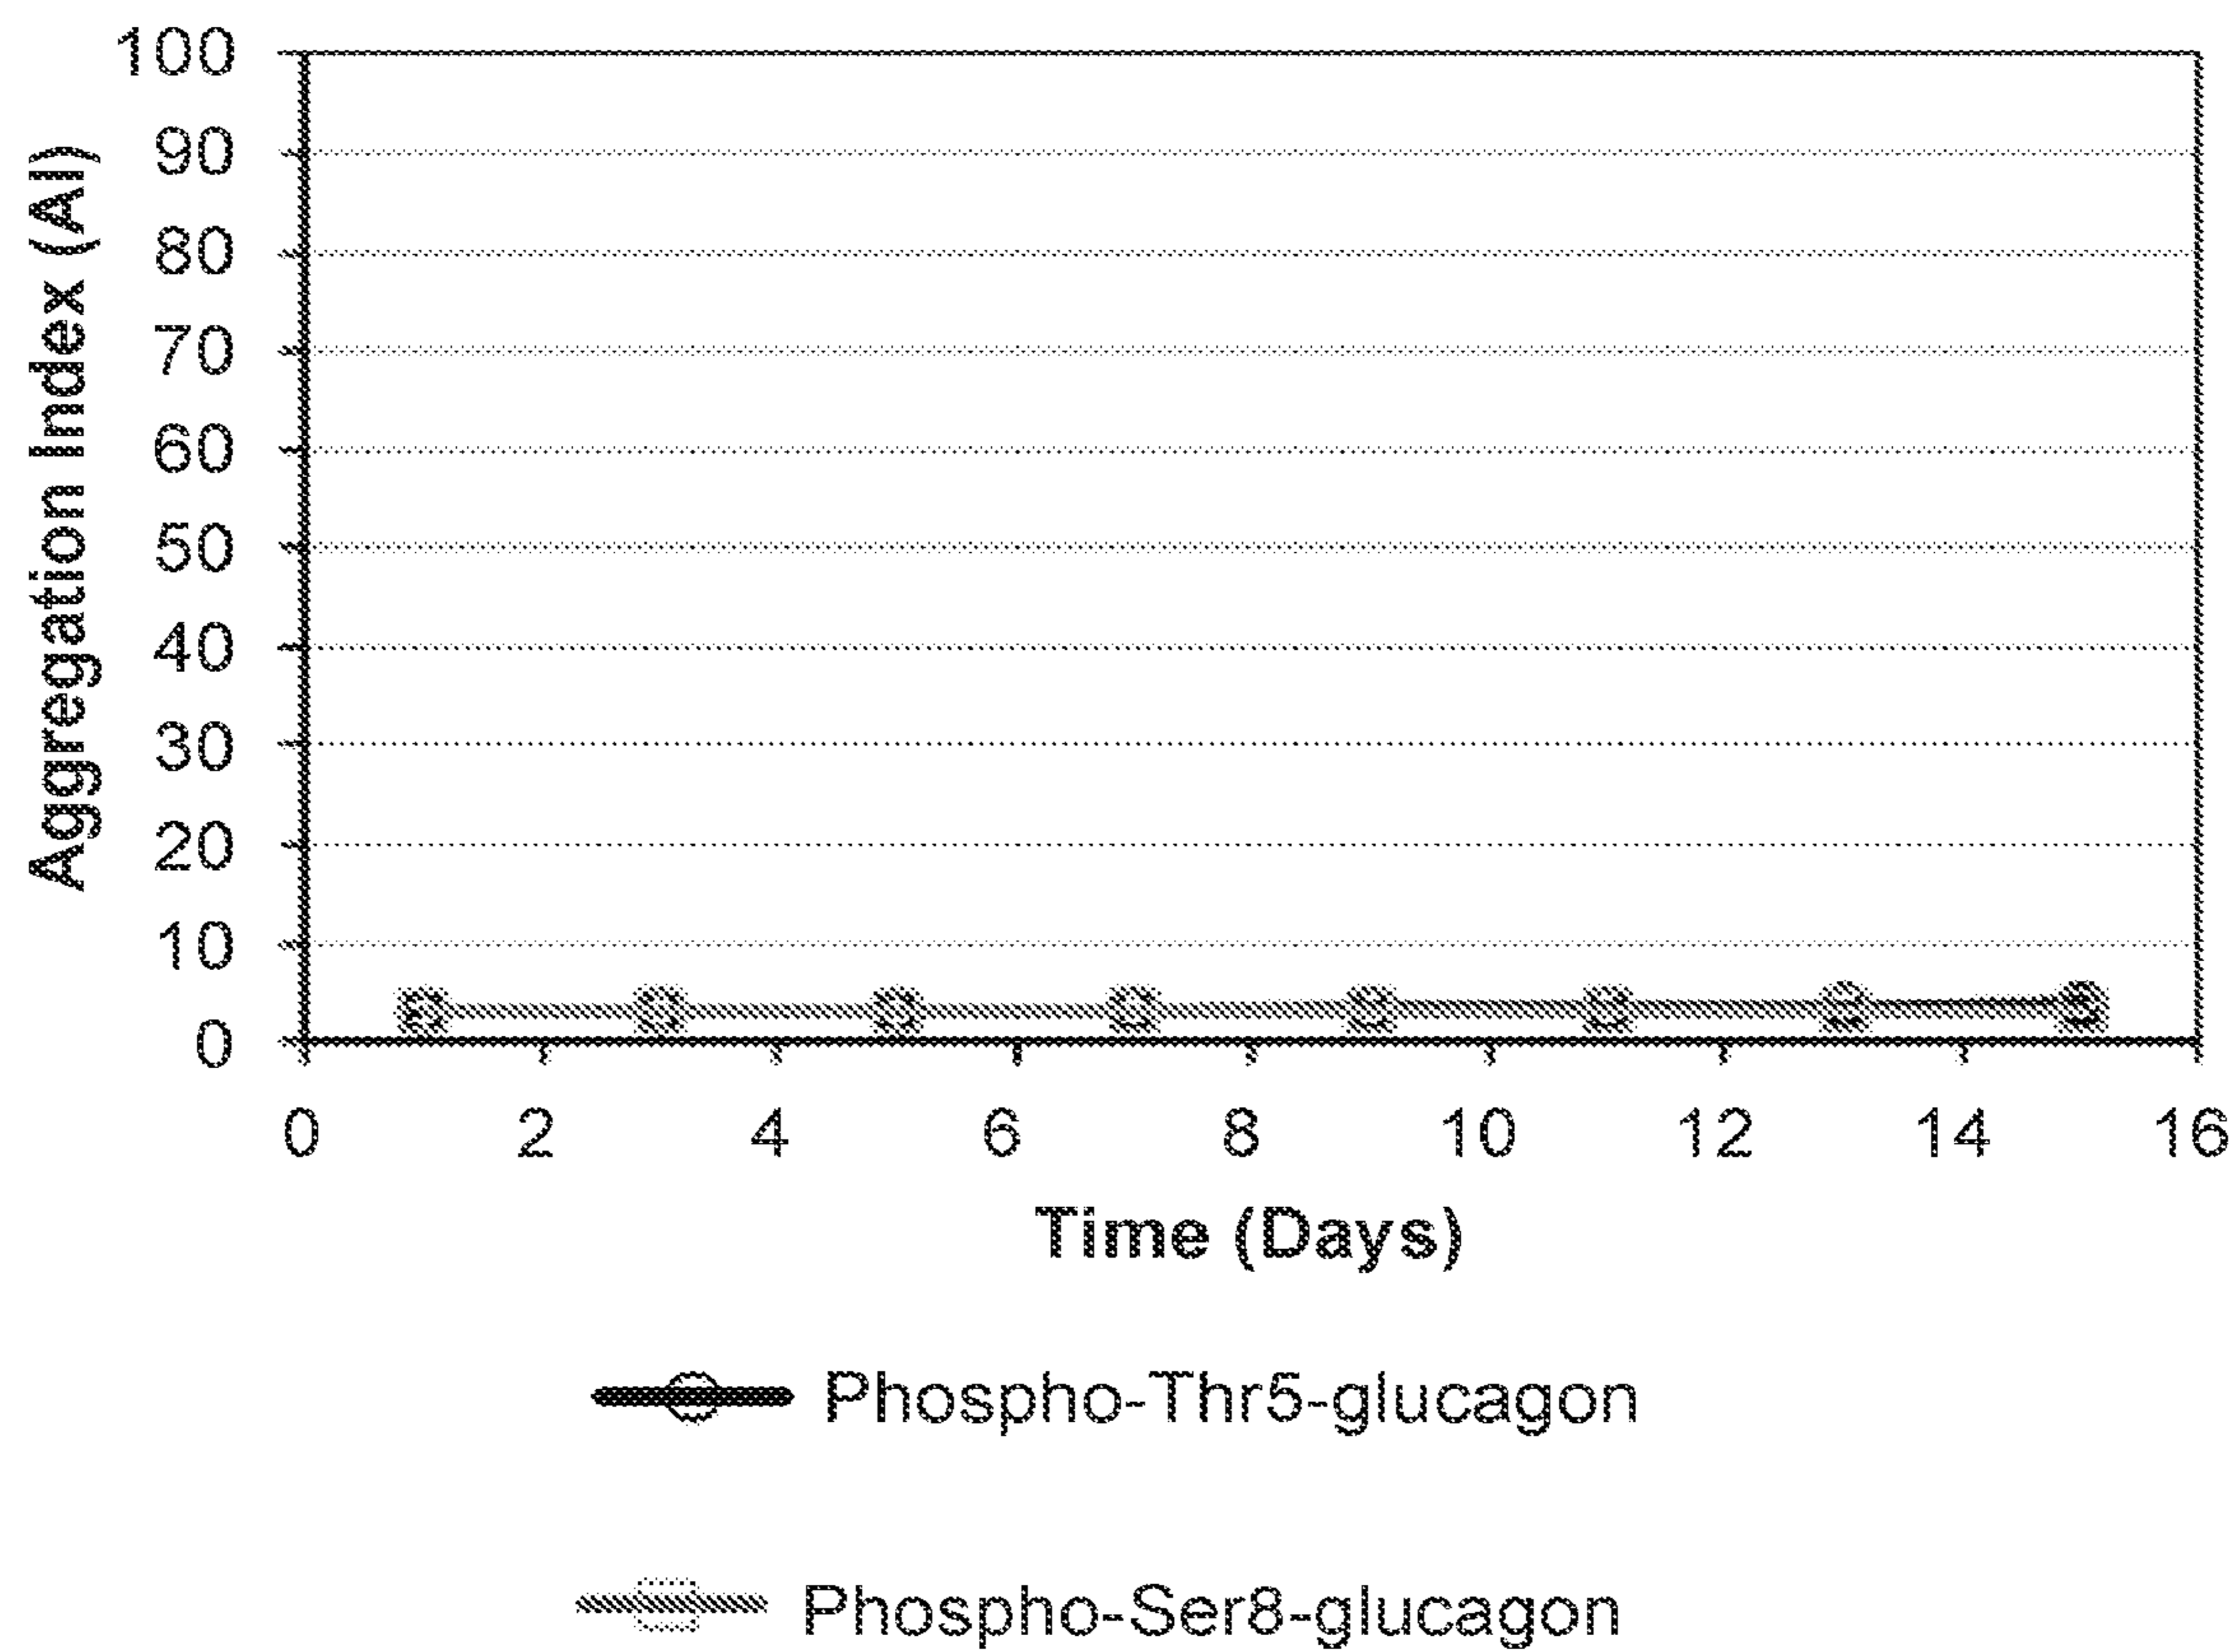 Aggregation Index (AI)
100
90
80
70
60
50
40
30
20
10
0
0 2 4 6 8 10 12 14 16
Time (Days)
Phospho-Thr5-glucagon
Phospho-Ser8-glucagon